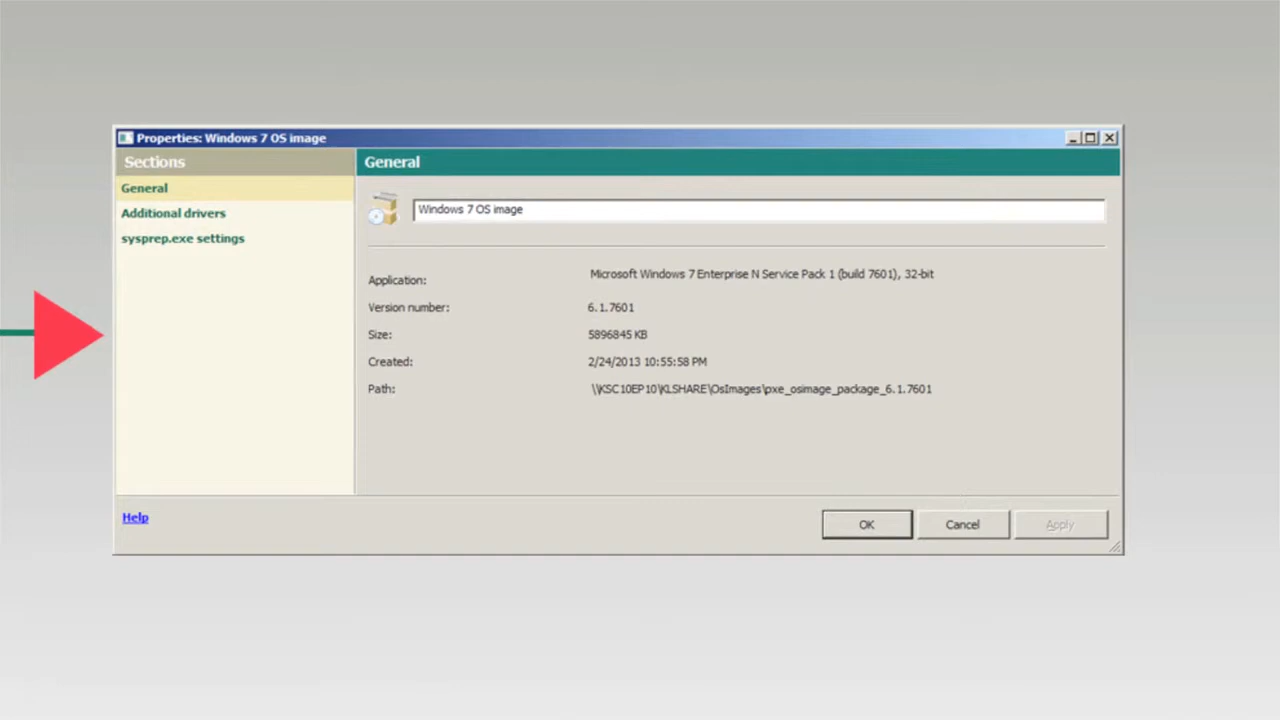 Properties: Windows 7 OS image
Sections
General
Additional drivers
sysprep.exe settings
General
Windows 7 OS image
Application: Microsoft Windows 7 Enterprise N Service Pack 1 (build 7601), 32-bit
Version number: 6.1.7601
Size: 5896845 KB
Created: 2/24/2013 10:55:58 PM
Path: \\KSC10EP10\KLSHARE\OsImages\pxe_osimage_package_6.1.7601
Help
OK Cancel Apply